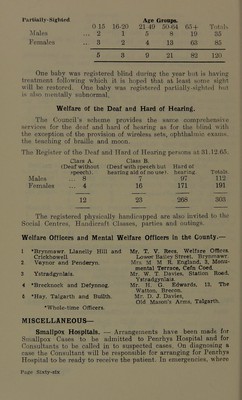 Partially-Sighted Age Groups.
0-15 16-20 21-49 50-64 65+ Totals
Males ... 2 1 5 8 19 35
Females .. 3 2 4 13 63 85
5 3 9 21 82 120
One baby was registered blind during the year but is having
treatment following which it is hoped that at least some sight
will be restored. One baby was registered partially-sighted but
is also mentally subnormal.
Welfare of the Deaf and Hard of Hearing.
The Council's scheme provides the same comprehensive
services for the deaf and hard of hearing as for the blind with
the exception of the provision of wireless sets, ophthalmic exams.
the teaching of braille and moon.
The Register of the Deaf and Hard of Hearing persons at 31.12.65.
Class A. Class B.
(Deaf without (Deaf with speech but Hard of
speech). hearing aid of no use). hearing Totals
Males ... 8 7 97 112
Females ... 4 16 171 191
12 23 268 303
The registered physically handicapped are also invited to the
Social Centres, Handicraft Classes, parties and outings.
Welfare Officers and Mental Welfare Officers in the County.—
1 *Brynmawr, Llanelly Hill and Crickhowell Mr. T. V. Rees, Welfare Offices, Lower Bailey Street, Brynmawr.
2 Vaynor and Penderyn. Mrs. M. M. R. England, 3, Monumental Terrace, Cefn Coed.
3 Ystradgynlais. Mr. W. T. Davies, Station Road, Ystradgynlais.
4 *Brecknock and Defynnog. Mr. H. G. Edwards, 13, The Watton, Brecon.
5 *Hay, Talgarth and Builth. Mr. D. J. Davies, Old Mason's Arms, Talgarth.
*Whole-time Officers.
MISCELLANEOUS—
Smallpox Hospitals. — Arrangements have been made for
Smallpox Cases to be admitted to Penrhys Hospital and for
Consultants to be called in to suspected cases. On diagnosing a
case the Consultant will be responsible for arranging for Penrhys
Hospital to be ready to receive the patient. In emergencies, where
Page Sixty-six